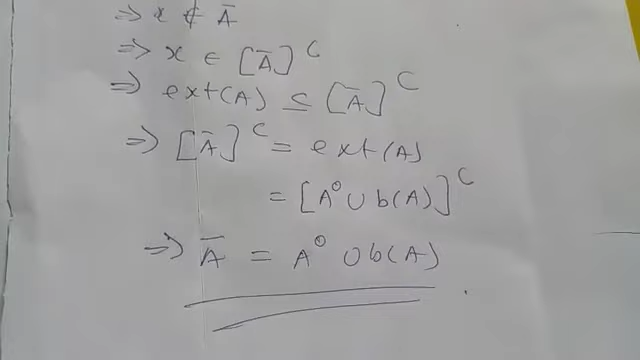 ⇒ x ∉ Ā
⇒ x ∈ [Ā]^C
⇒ ext(A) ⊆ [Ā]^C
⇒ [Ā]^C = ext(A)
= [A° ∪ b(A)]^C
⇒ Ā = A° ∪ b(A)